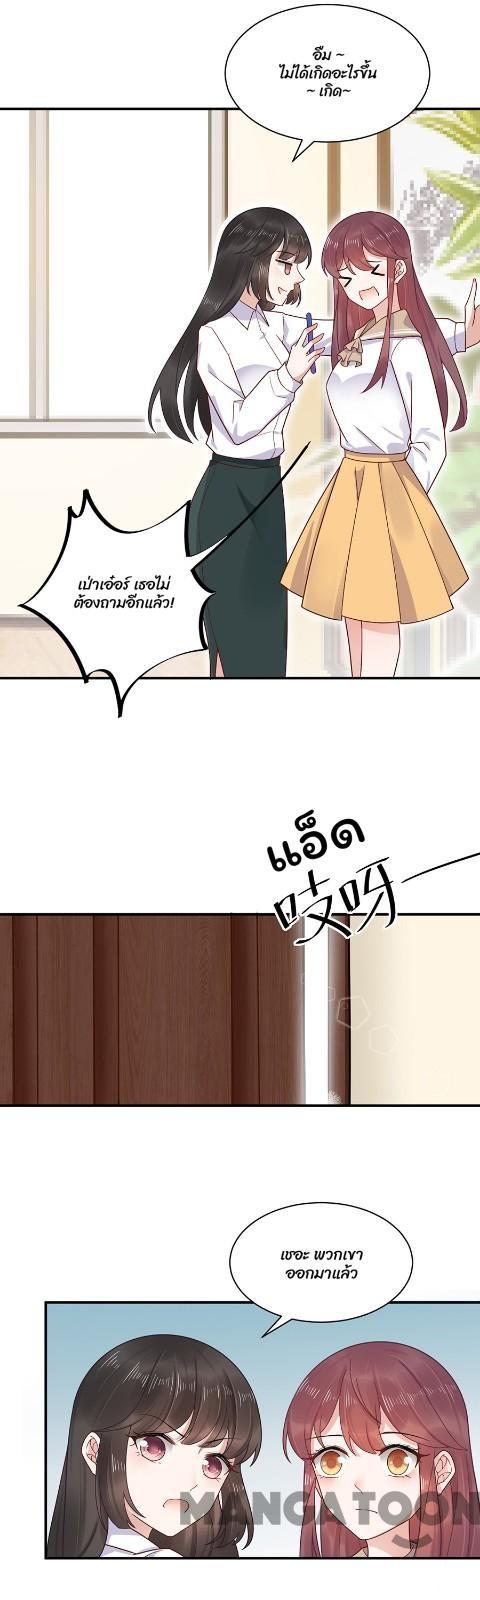 อืม ~
ไม่ได้เกิดอะไรขึ้น
~ เกิด~
เป่าเอ๋อร์ เธอไม่
ต้องถามอีกแล้ว!
แอ็ด
吱呀
เชอะ พวกเขา
ออกมาแล้ว
MANGATOON